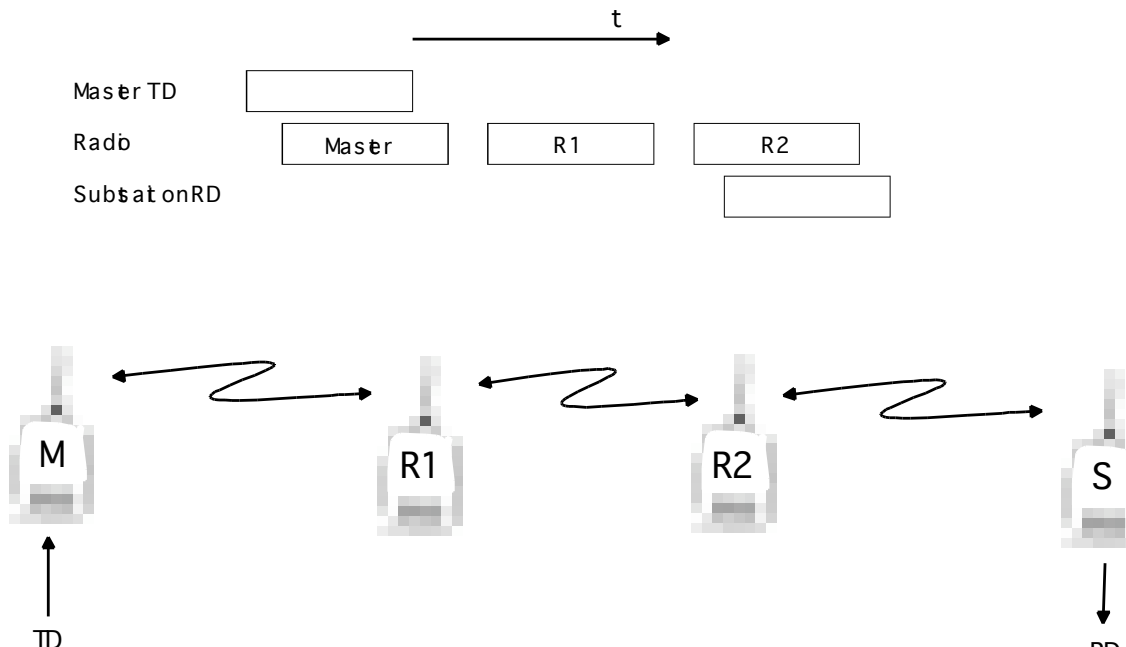 t
Master TD
Radio Master R1 R2
Substation RD
M R1 R2 S
TD RD